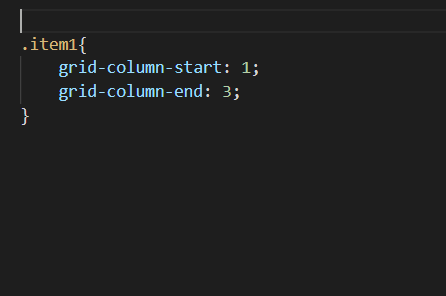 .item1{
    grid-column-start: 1;
    grid-column-end: 3;
}